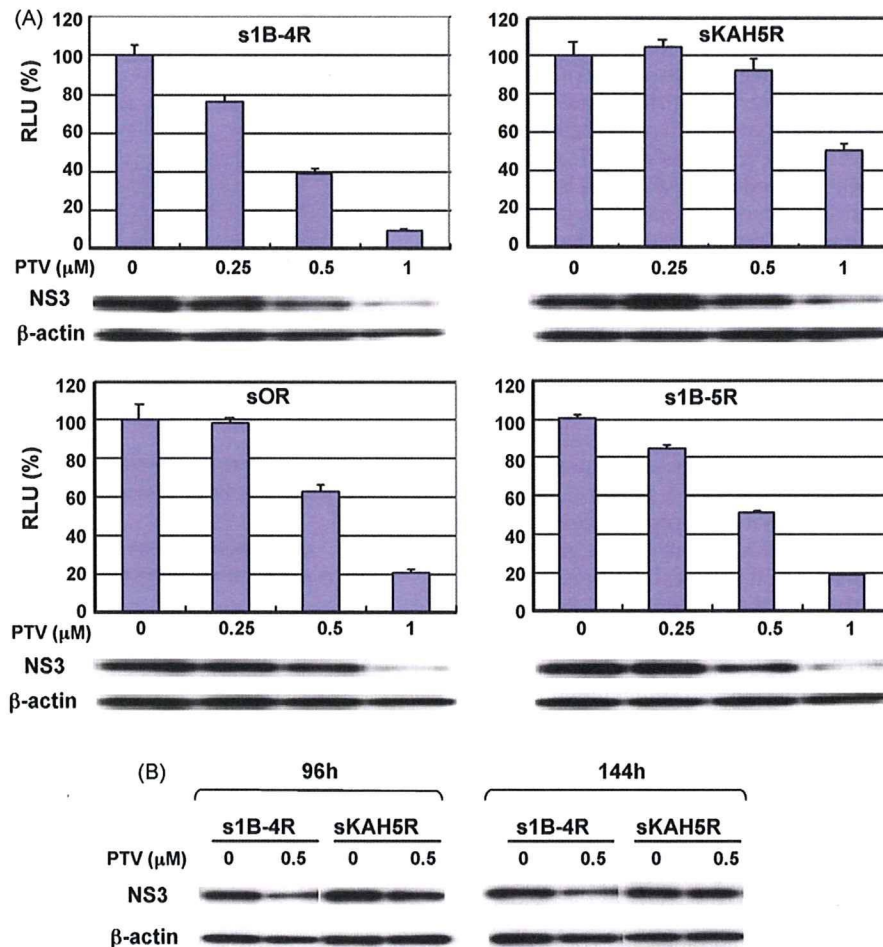 (A)
s1B-4R
RLU (%)
120
100
80
60
40
20
0
PTV (μM) 0 0.25 0.5 1
NS3
β-actin
sKAH5R
120
100
80
60
40
20
0
0 0.25 0.5 1
sOR
RLU (%)
120
100
80
60
40
20
0
PTV (μM) 0 0.25 0.5 1
NS3
β-actin
s1B-5R
120
100
80
60
40
20
0
0 0.25 0.5 1
(B)
96h 144h
s1B-4R sKAH5R s1B-4R sKAH5R
PTV (μM) 0 0.5 0 0.5 0 0.5 0 0.5
NS3
β-actin